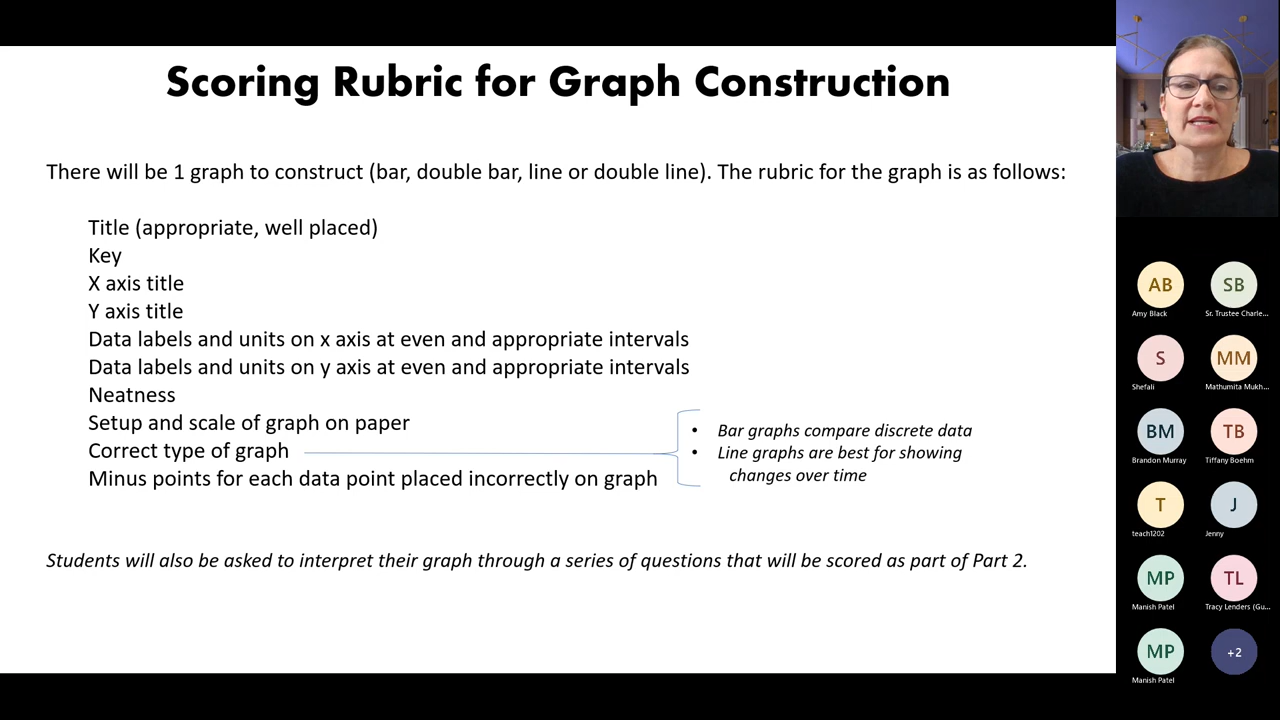 Scoring Rubric for Graph Construction
There will be 1 graph to construct (bar, double bar, line or double line). The rubric for the graph is as follows:
Title (appropriate, well placed)
Key
X axis title
Y axis title
Data labels and units on x axis at even and appropriate intervals
Data labels and units on y axis at even and appropriate intervals
Neatness
Setup and scale of graph on paper
Correct type of graph
Minus points for each data point placed incorrectly on graph
• Bar graphs compare discrete data
• Line graphs are best for showing
changes over time
Students will also be asked to interpret their graph through a series of questions that will be scored as part of Part 2.
AB
Amy Black
SB
Sr. Trustee Charle...
S
Shefali
MM
Mathumita Mukh...
BM
Brandon Murray
TB
Tiffany Boehm
T
teach1202
J
Jenny
MP
Manish Patel
TL
Tracy Lenders (Gu...
MP
Manish Patel
+2